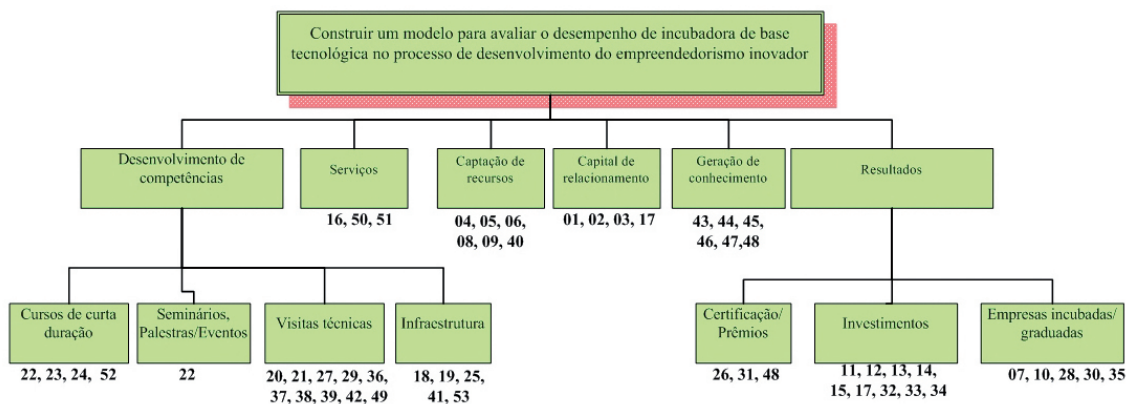 Construir um modelo para avaliar o desempenho de incubadora de base
tecnológica no processo de desenvolvimento do empreendedorismo inovador
Desenvolvimento de
competências
Serviços
16, 50, 51
Captação de
recursos
04, 05, 06,
08, 09, 40
Capital de
relacionamento
01, 02, 03, 17
Geração de
conhecimento
43, 44, 45,
46, 47,48
Resultados
Cursos de curta
duração
22, 23, 24, 52
Seminários,
Palestras/Eventos
22
Visitas técnicas
20, 21, 27, 29, 36,
37, 38, 39, 42, 49
Infraestrutura
18, 19, 25,
41, 53
Certificação/
Prêmios
26, 31, 48
Investimentos
11, 12, 13, 14,
15, 17, 32, 33, 34
Empresas incubadas/
graduadas
07, 10, 28, 30, 35